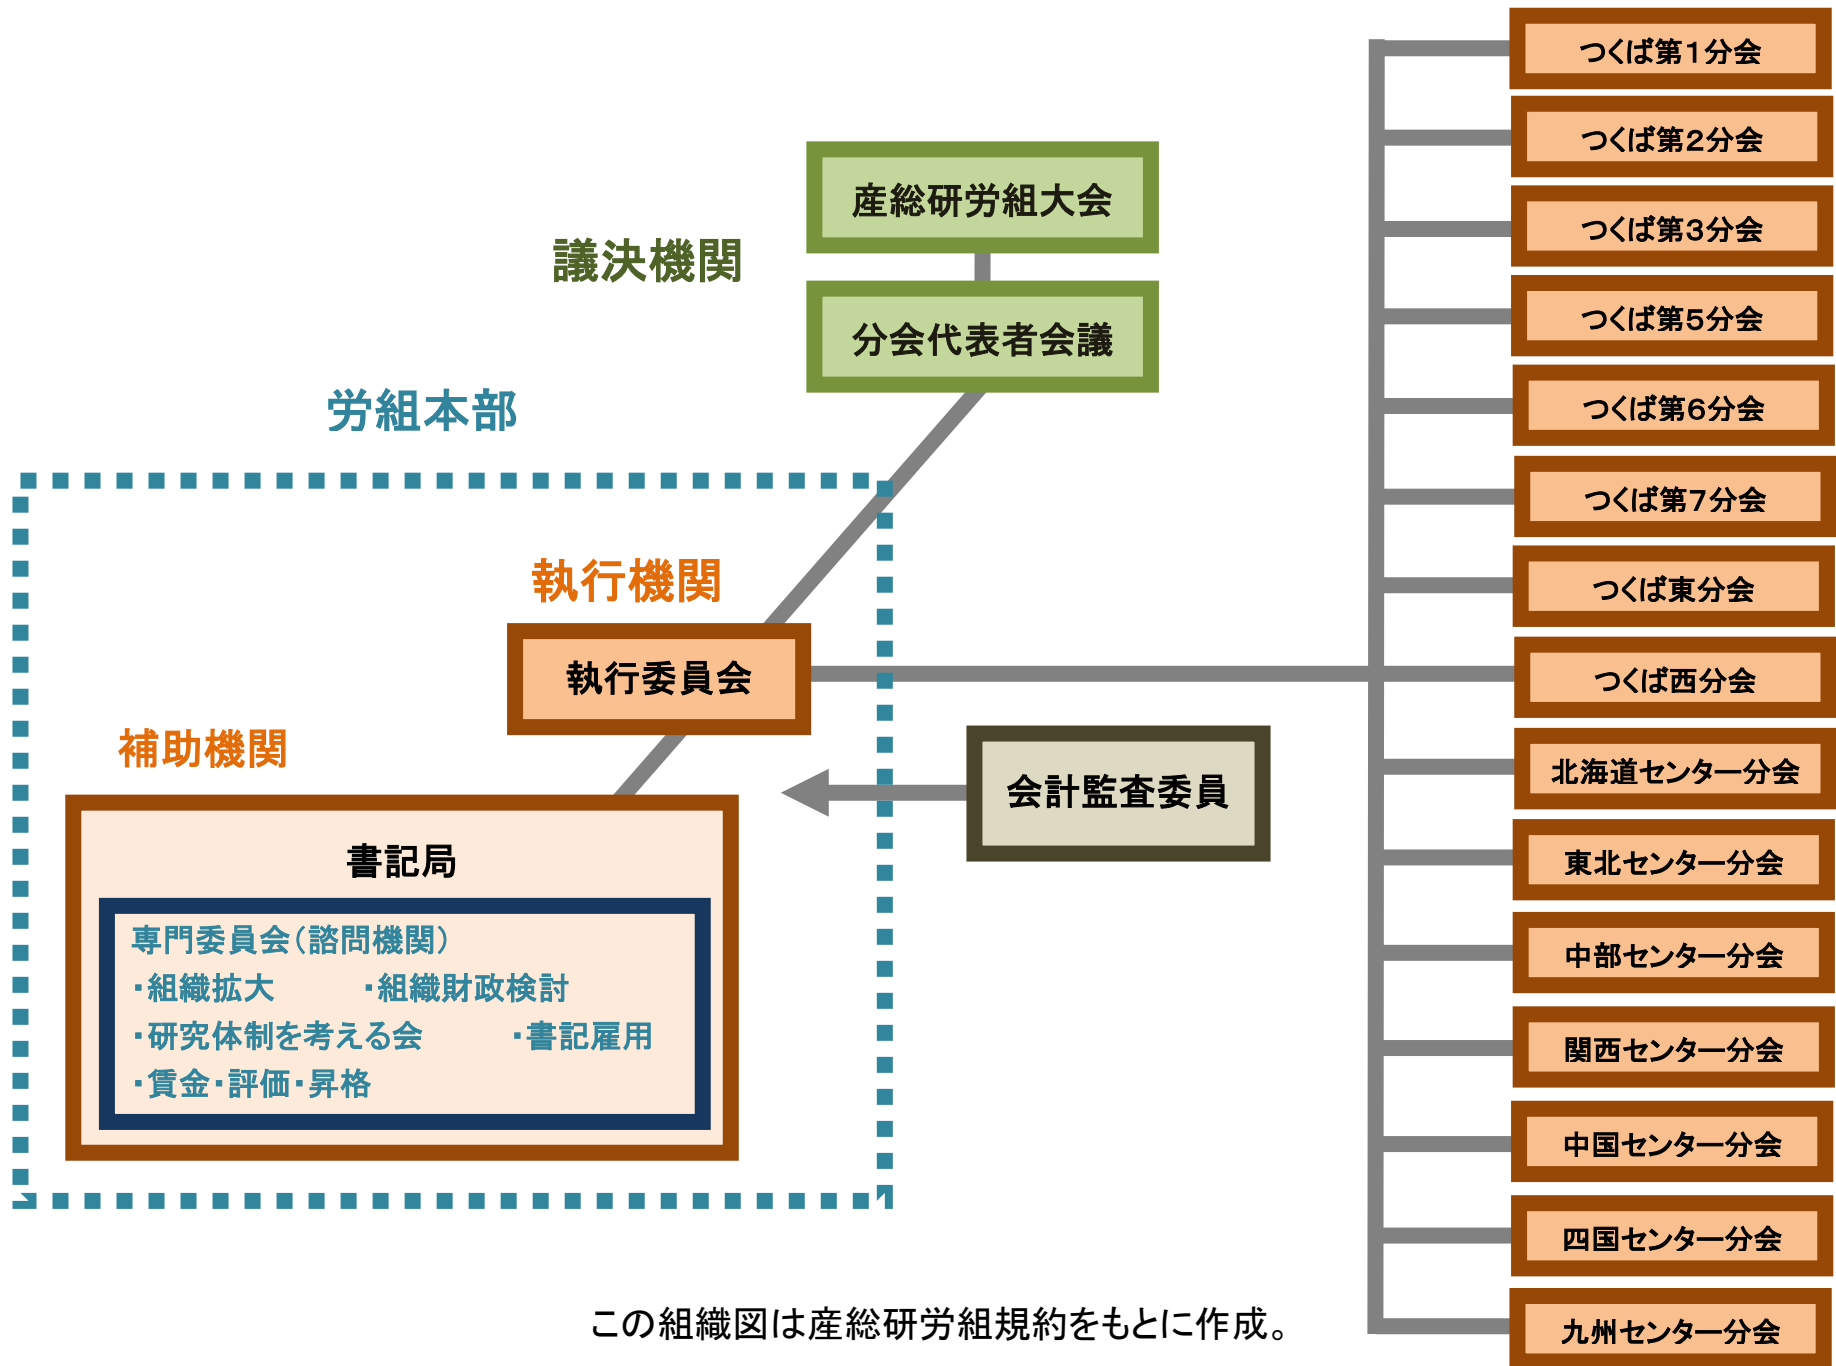 産総研労組大会
議決機関
分会代表者会議
労組本部
執行機関
執行委員会
補助機関
会計監査委員
書記局
専門委員会(諮問機関)
・組織拡大　・組織財政検討
・研究体制を考える会　・書記雇用
・賃金・評価・昇格
つくば第1分会
つくば第2分会
つくば第3分会
つくば第5分会
つくば第6分会
つくば第7分会
つくば東分会
つくば西分会
北海道センター分会
東北センター分会
中部センター分会
関西センター分会
中国センター分会
四国センター分会
九州センター分会
この組織図は産総研労組規約をもとに作成。